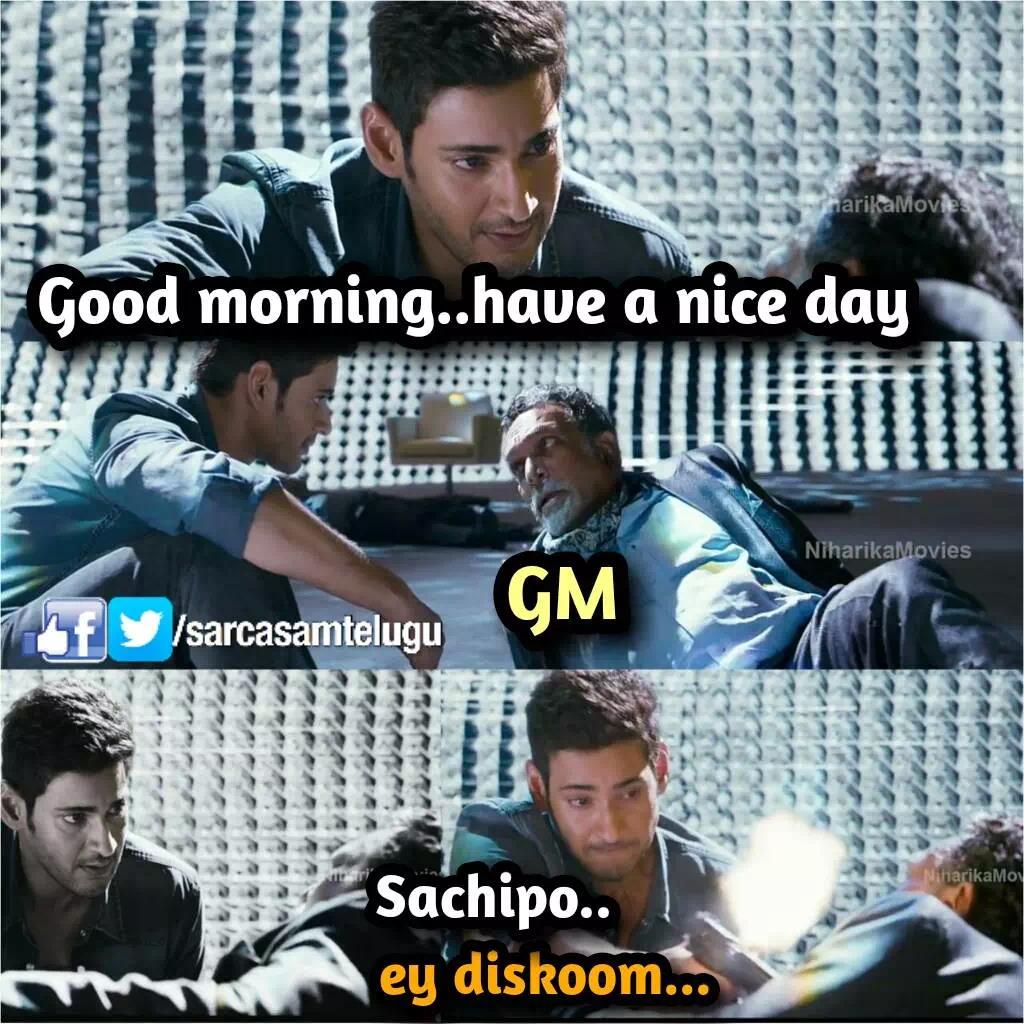 NiharikaMovies
Good morning..have a nice day
NiharikaMovies
GM
f /sarcasamtelugu
Sachipo..
NiharikaMov
ey diskoom...